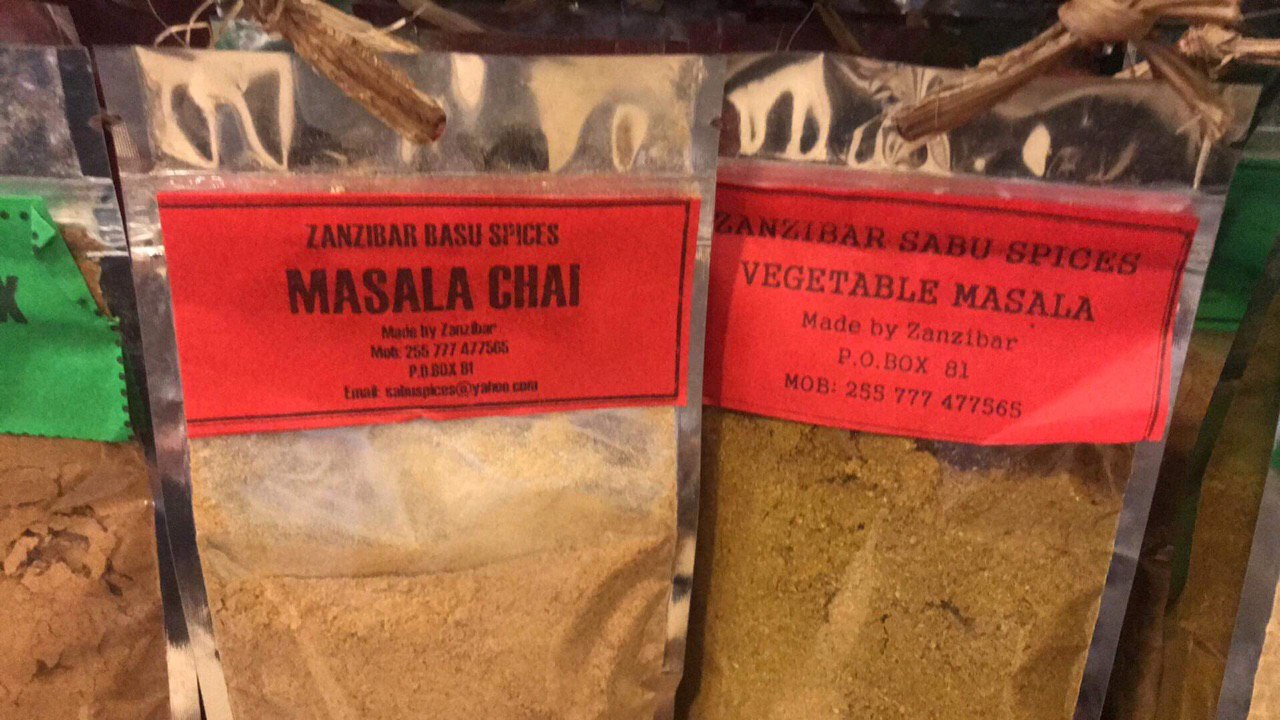 ZANZIBAR BASU SPICES
MASALA CHAI
Made by Zanzibar
Mob: 255 777 477565
P.O.BOX 81
Email: sabuspices@yahoo.com
ZANZIBAR SABU SPICES
VEGETABLE MASALA
Made by Zanzibar
P.O.BOX 81
MOB: 255 777 477565